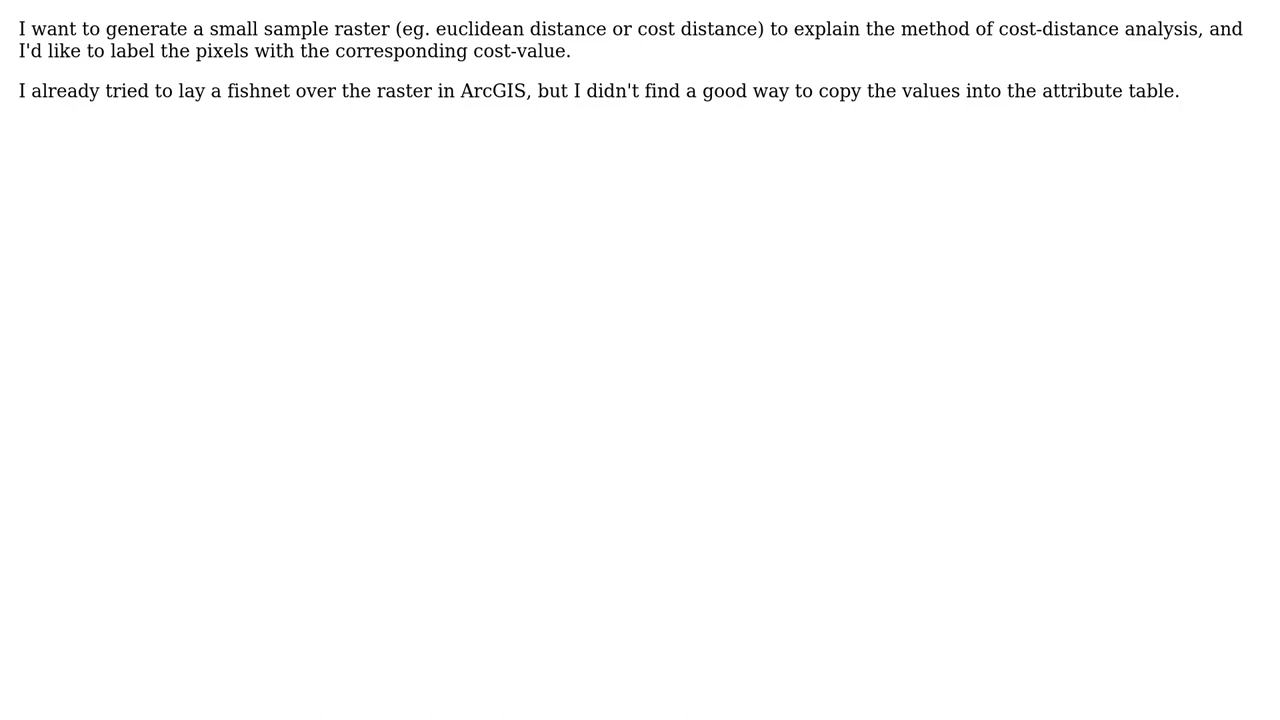 I want to generate a small sample raster (eg. euclidean distance or cost distance) to explain the method of cost-distance analysis, and
I'd like to label the pixels with the corresponding cost-value.
I already tried to lay a fishnet over the raster in ArcGIS, but I didn't find a good way to copy the values into the attribute table.